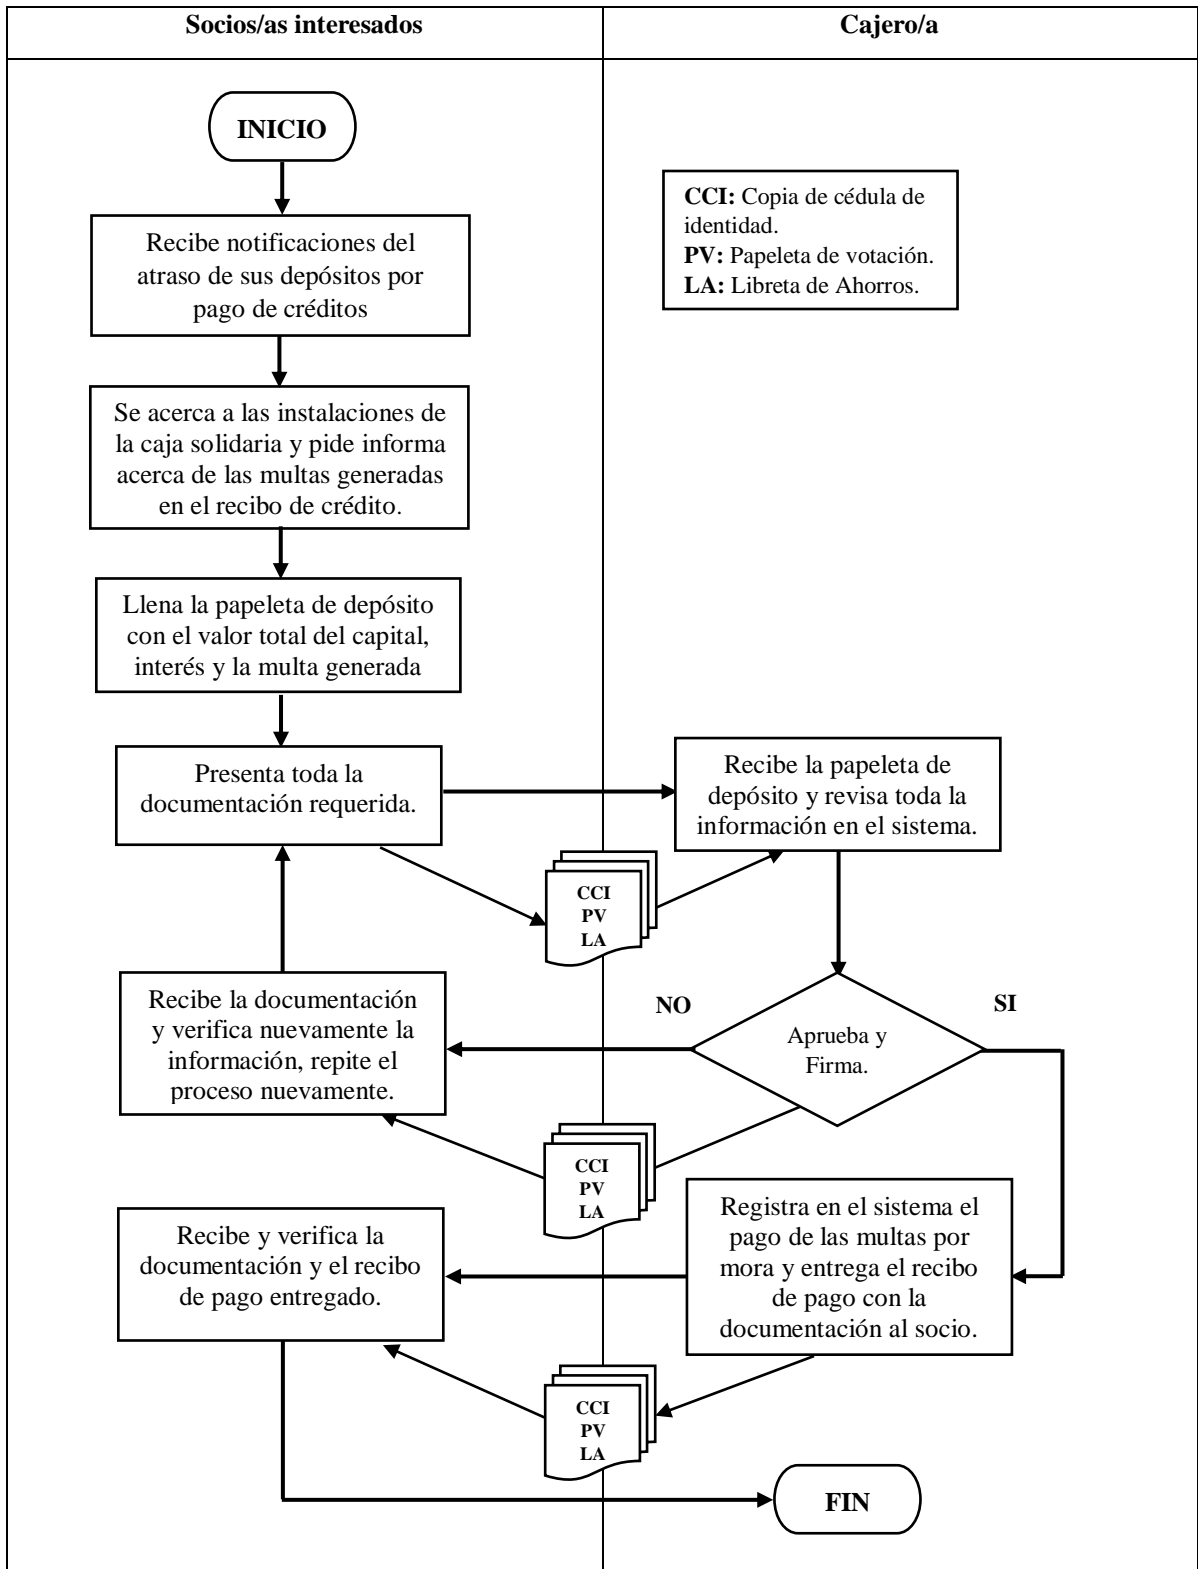 Socios/as interesados
Cajero/a
INICIO
CCI: Copia de cédula de
identidad.
PV: Papeleta de votación.
LA: Libreta de Ahorros.
Recibe notificaciones del
atraso de sus depósitos por
pago de créditos
Se acerca a las instalaciones de
la caja solidaria y pide informa
acerca de las multas generadas
en el recibo de crédito.
Llena la papeleta de depósito
con el valor total del capital,
interés y la multa generada
Presenta toda la
documentación requerida.
Recibe la papeleta de
depósito y revisa toda la
información en el sistema.
CCI
PV
LA
Recibe la documentación
y verifica nuevamente la
información, repite el
proceso nuevamente.
NO
SI
Aprueba y
Firma.
CCI
PV
LA
Registra en el sistema el
pago de las multas por
mora y entrega el recibo
de pago con la
documentación al socio.
Recibe y verifica la
documentación y el recibo
de pago entregado.
CCI
PV
LA
FIN